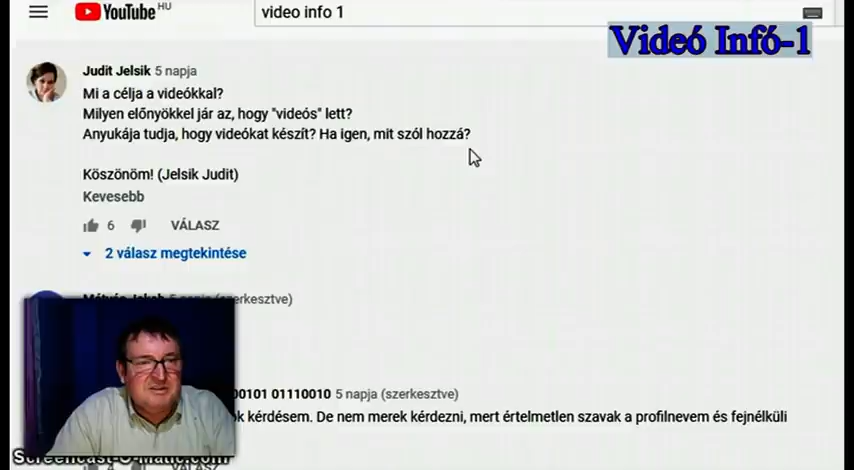 YouTube HU
video info 1
Videó Infó-1
Judit Jelsik 5 napja
Mi a célja a videókkal?
Milyen előnyökkel jár az, hogy "videós" lett?
Anyukája tudja, hogy videókat készít? Ha igen, mit szól hozzá?
Köszönöm! (Jelsik Judit)
Kevesebb
6 VÁLASZ
2 válasz megtekintése
5 napja (szerkesztve)
00101 01110010 5 napja (szerkesztve)
ok kérdésem. De nem merek kérdezni, mert értelmetlen szavak a profilnevem és fejnélküli
Screencast-O-Matic.com